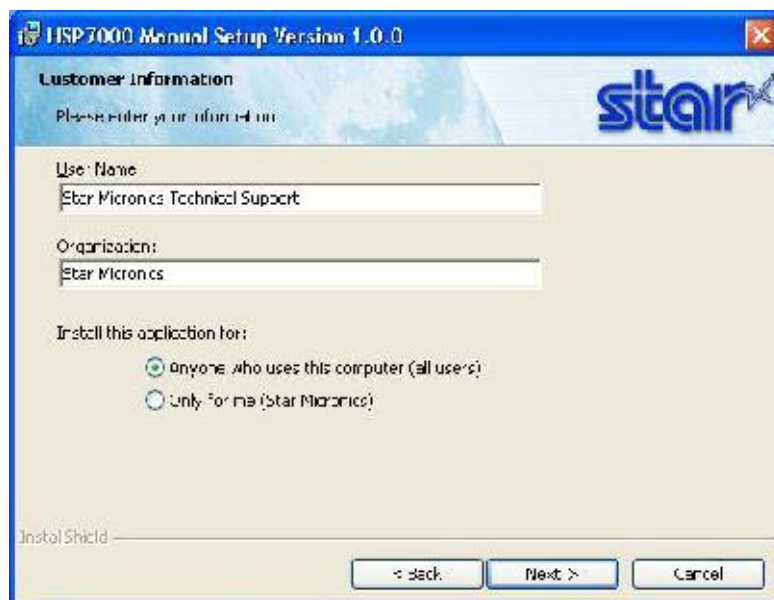 HSP7000 Manual Setup Version 1.0.0
Customer Information
star
Please enter your information
User Name
Star Micronics Technical Support
Organization:
Star Micronics
Install this application for:
Anyone who uses this computer (all users)
Only for me (Star Micronics)
InstallShield
< Back
Next >
Cancel